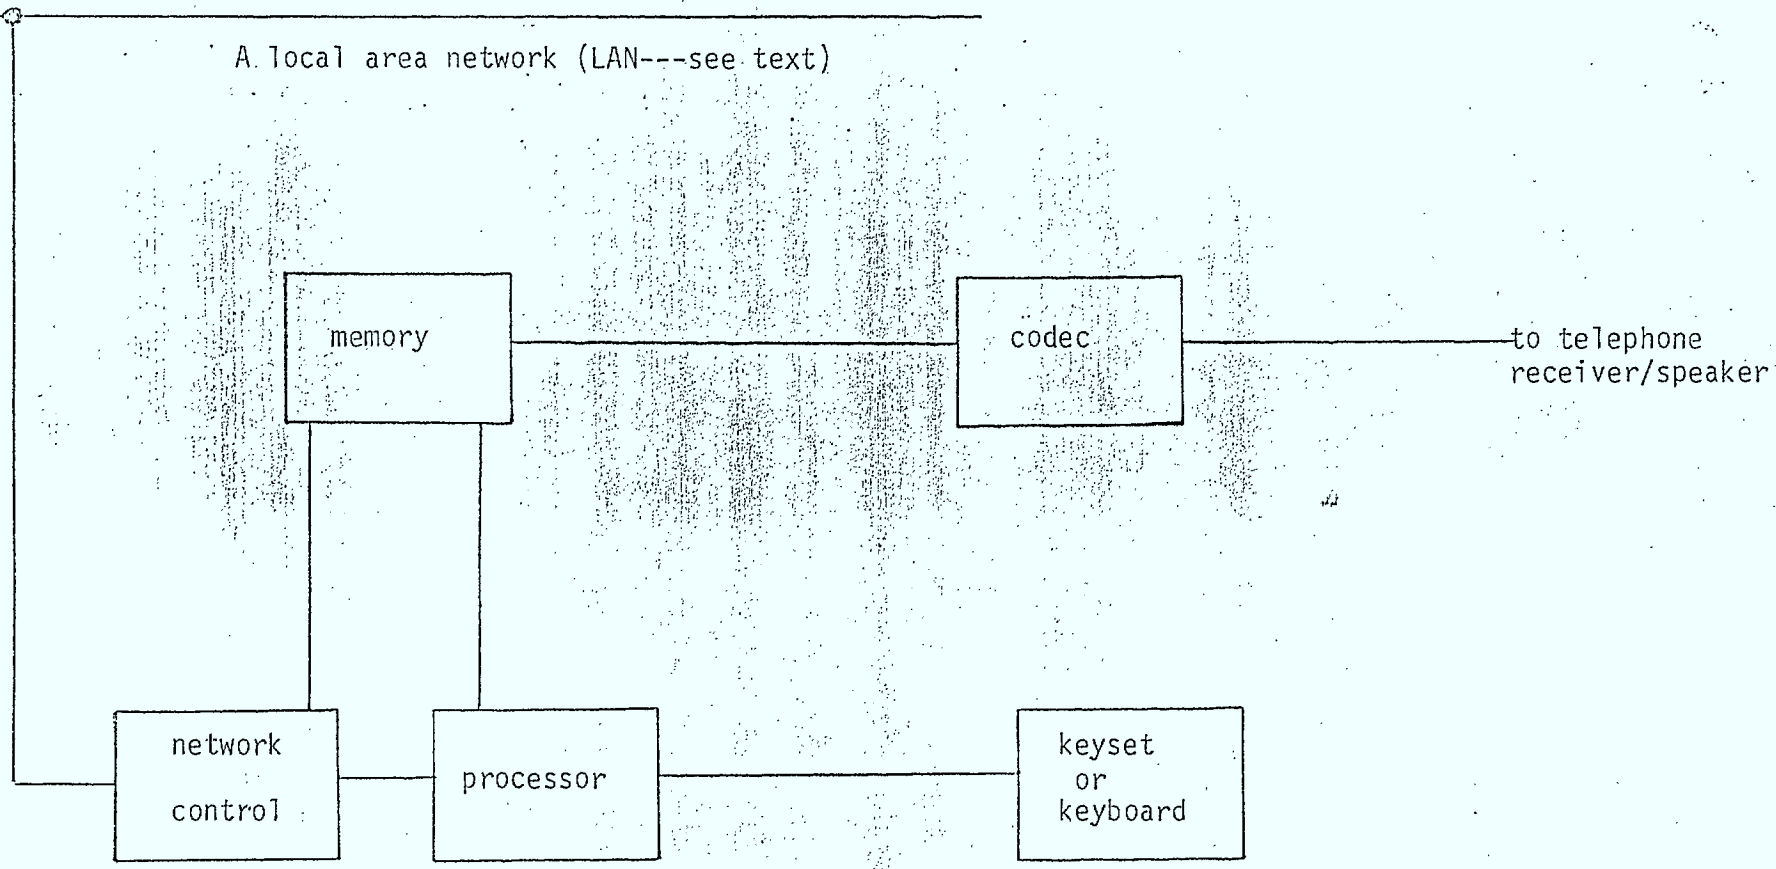 A local area network (LAN---see text)
memory
codec
to telephone
receiver/speaker
network
control
processor
keyset
or
keyboard